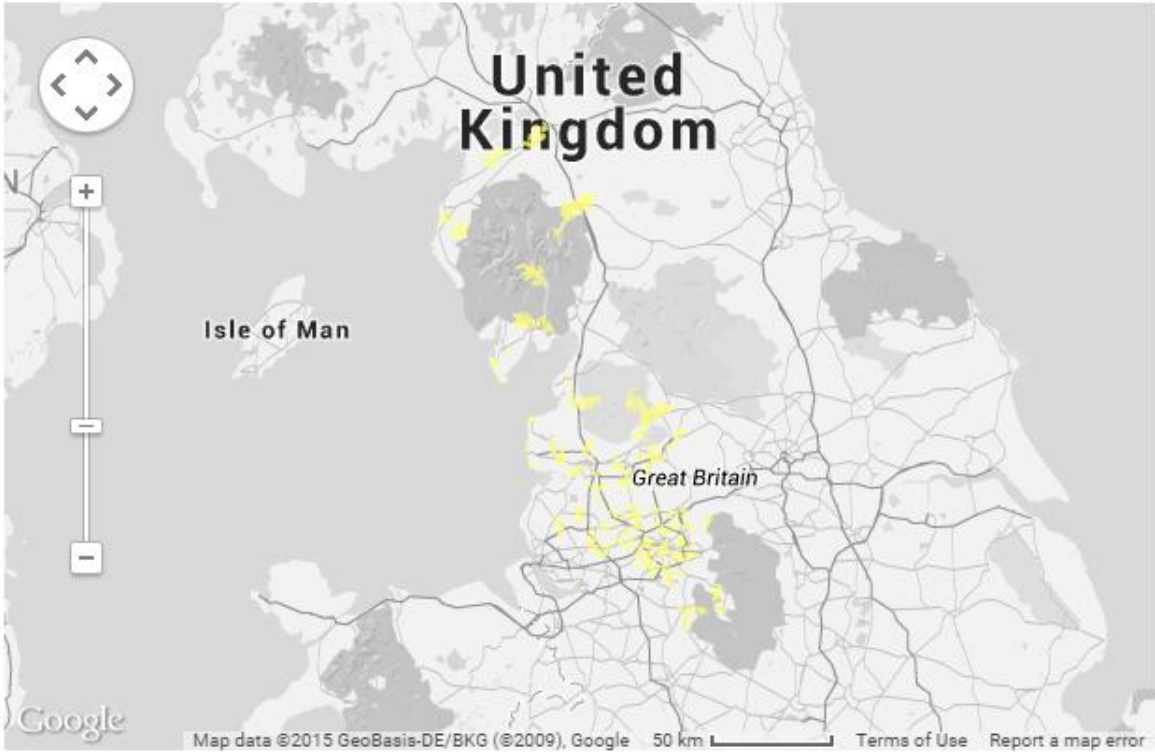 United
Kingdom
N
Isle of Man
Great Britain
Google
Map data ©2015 GeoBasis-DE/BKG (©2009), Google 50 km Terms of Use Report a map error